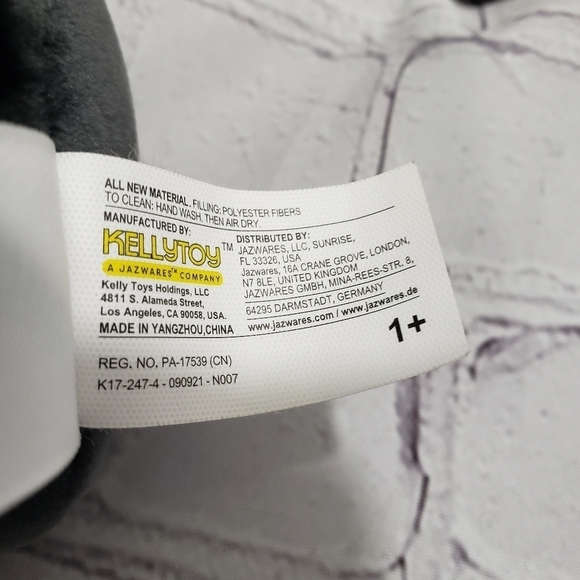 ALL NEW MATERIAL, FILLING: POLYESTER FIBERS
TO CLEAN: HAND WASH, THEN AIR DRY.
MANUFACTURED BY:
KELLYTOY™
A JAZWARES™ COMPANY
Kelly Toys Holdings, LLC
4811 S. Alameda Street,
Los Angeles, CA 90058, USA.
MADE IN YANGZHOU,CHINA
DISTRIBUTED BY:
JAZWARES, LLC, SUNRISE,
FL 33326, USA
Jazwares, 16A CRANE GROVE, LONDON,
N7 8LE, UNITED KINGDOM
JAZWARES GMBH, MINA-REES-STR. 8,
64295 DARMSTADT, GERMANY
www.jazwares.com / www.jazwares.de
1+
REG. NO. PA-17539 (CN)
K17-247-4 - 090921 - N007